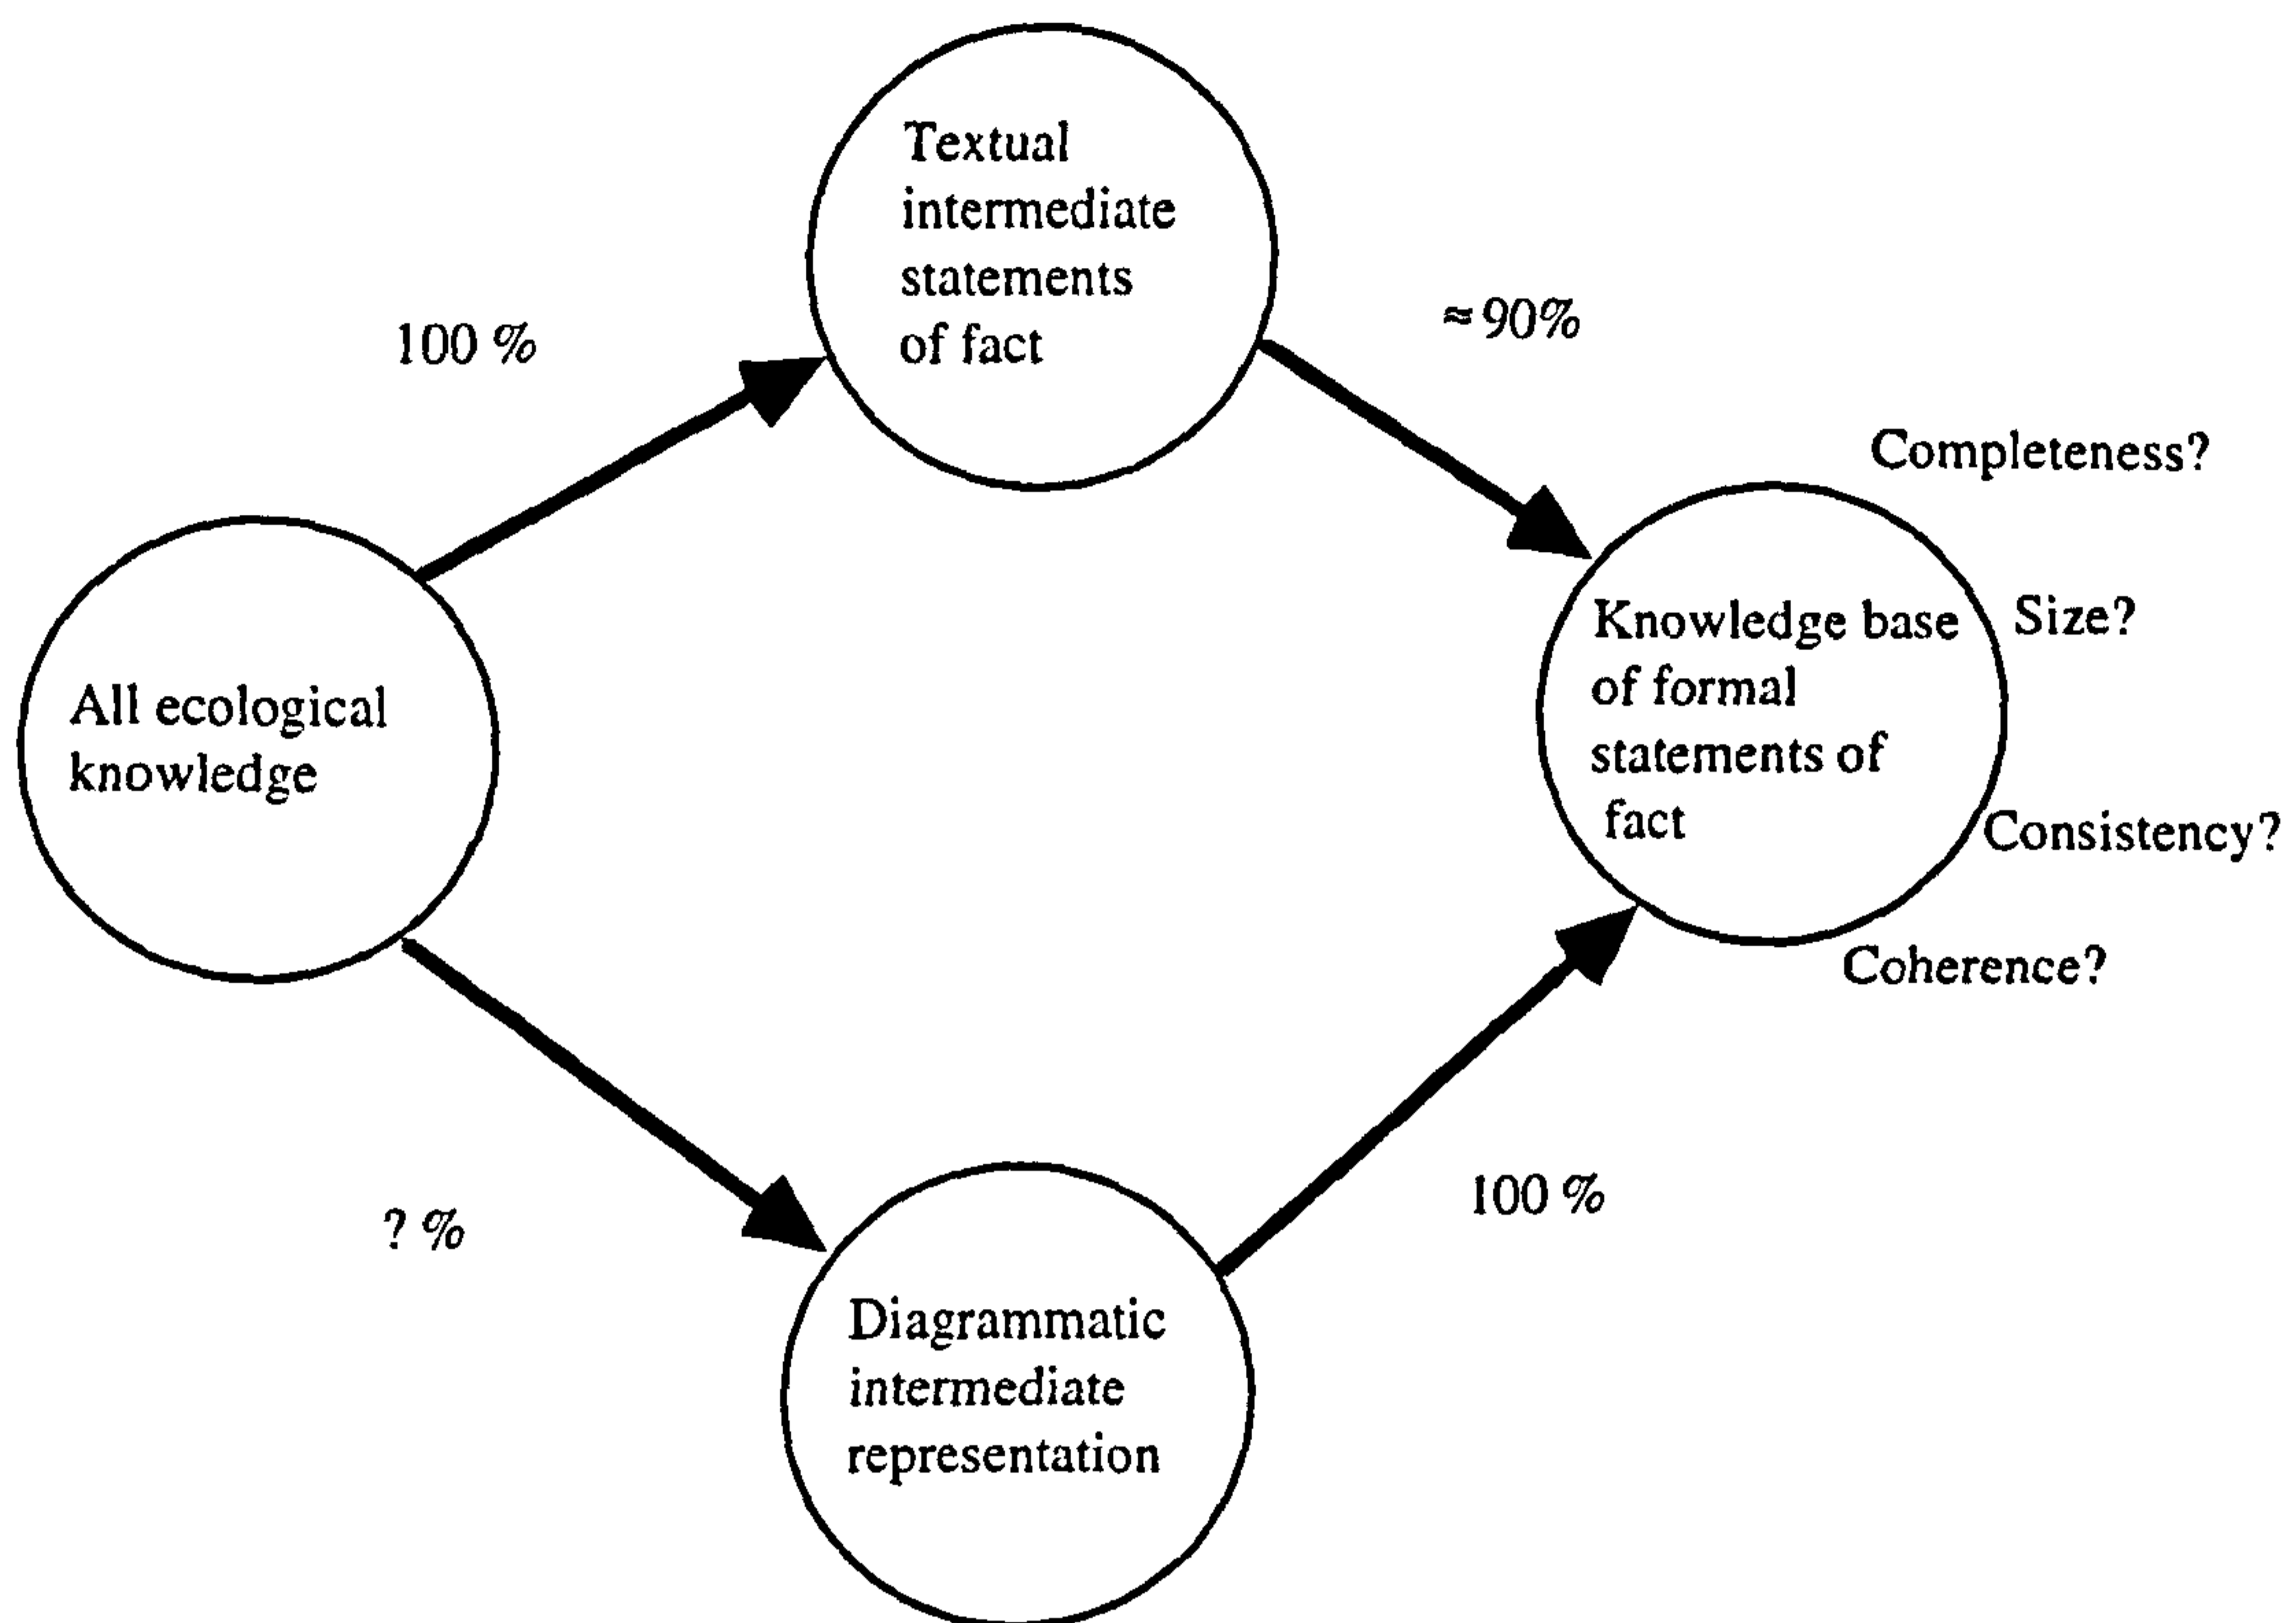 Textual
intermediate
statements
of fact
100 %
≈90%
Completeness?
Size?
Knowledge base
of formal
statements of
fact
Consistency?
Coherence?
All ecological
knowledge
? %
100 %
Diagrammatic
intermediate
representation